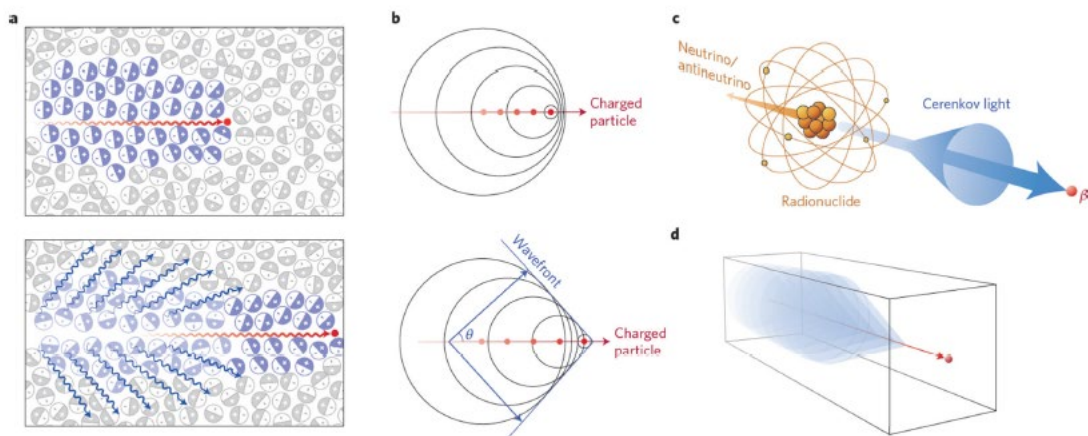 a
b
c
Charged
particle
Neutrino/
antineutrino
Cerenkov light
Radionuclide
β
Wavefront
θ
Charged
particle
d